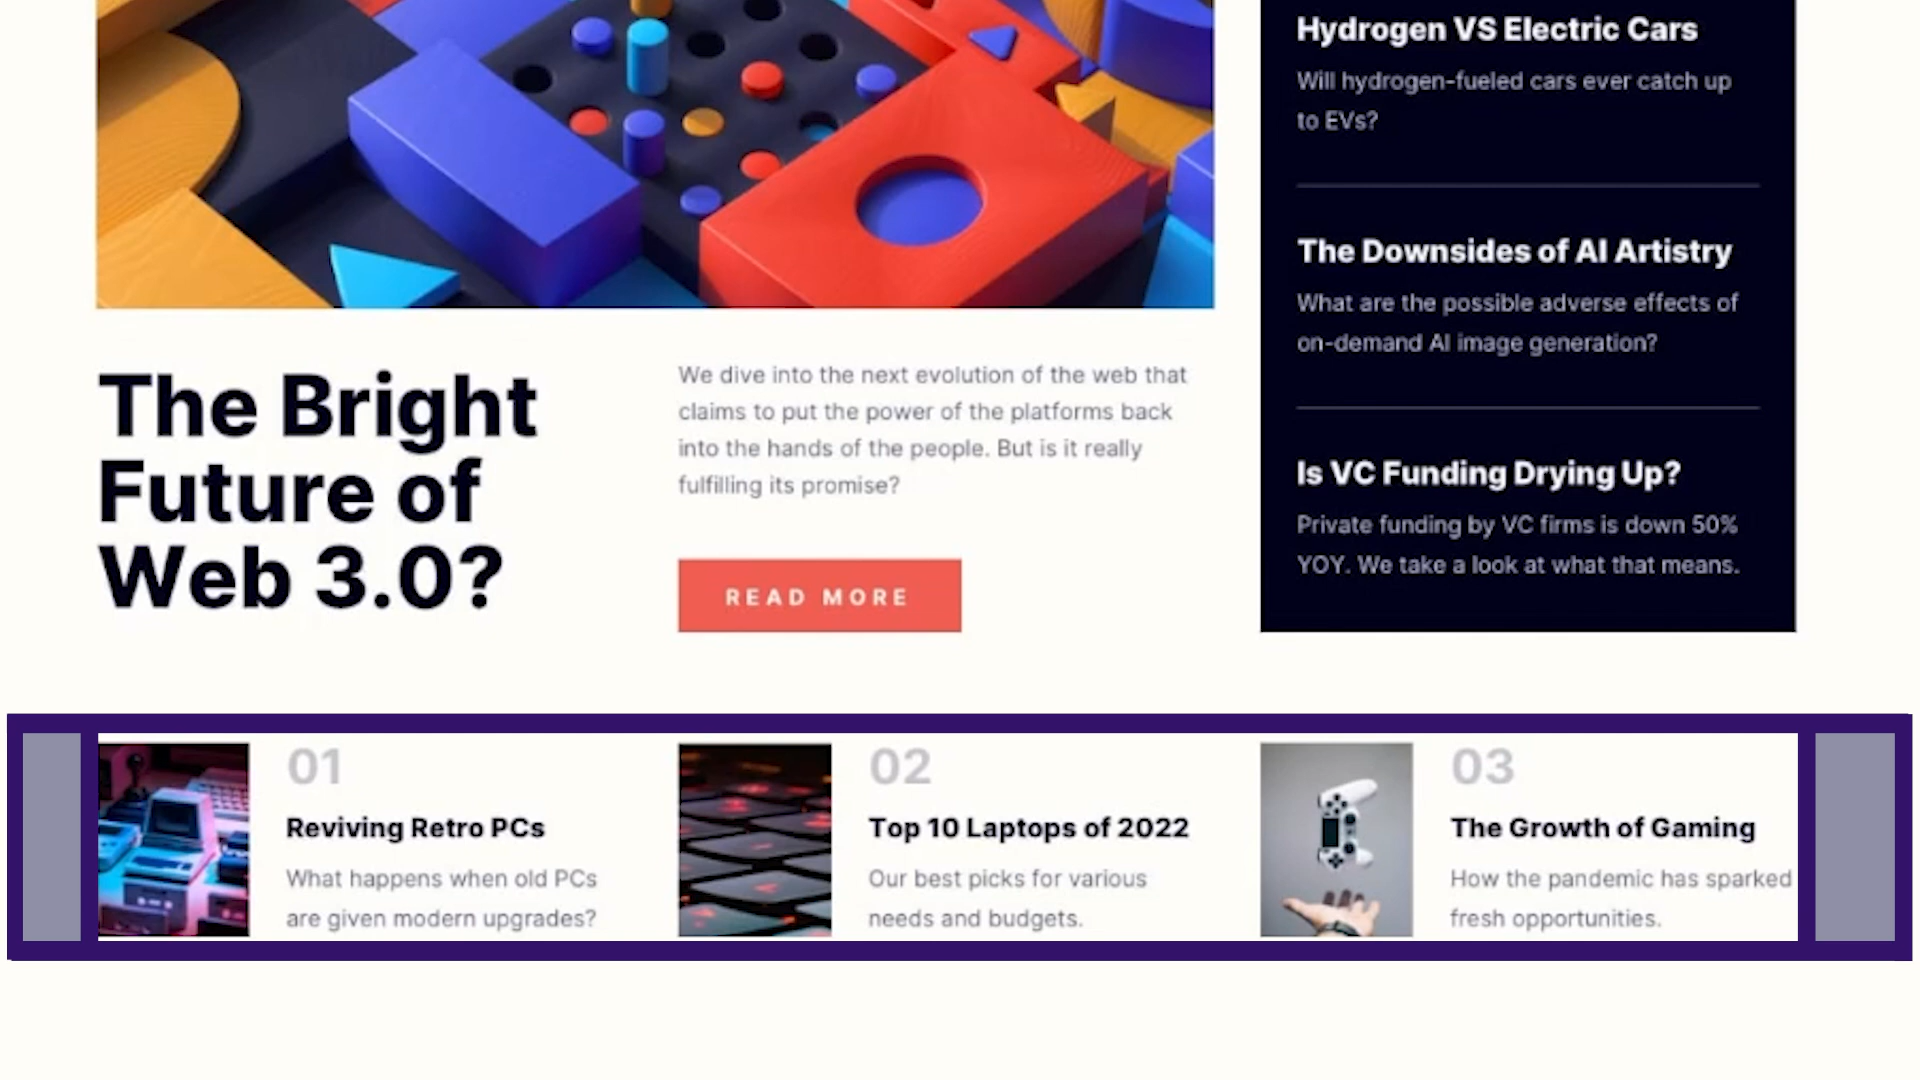 The Bright
Future of
Web 3.0?
We dive into the next evolution of the web that
claims to put the power of the platforms back
into the hands of the people. But is it really
fulfilling its promise?
READ MORE
Hydrogen VS Electric Cars
Will hydrogen-fueled cars ever catch up
to EVs?
The Downsides of AI Artistry
What are the possible adverse effects of
on-demand AI image generation?
Is VC Funding Drying Up?
Private funding by VC firms is down 50%
YOY. We take a look at what that means.
01
Reviving Retro PCs
What happens when old PCs
are given modern upgrades?
02
Top 10 Laptops of 2022
Our best picks for various
needs and budgets.
03
The Growth of Gaming
How the pandemic has sparked
fresh opportunities.